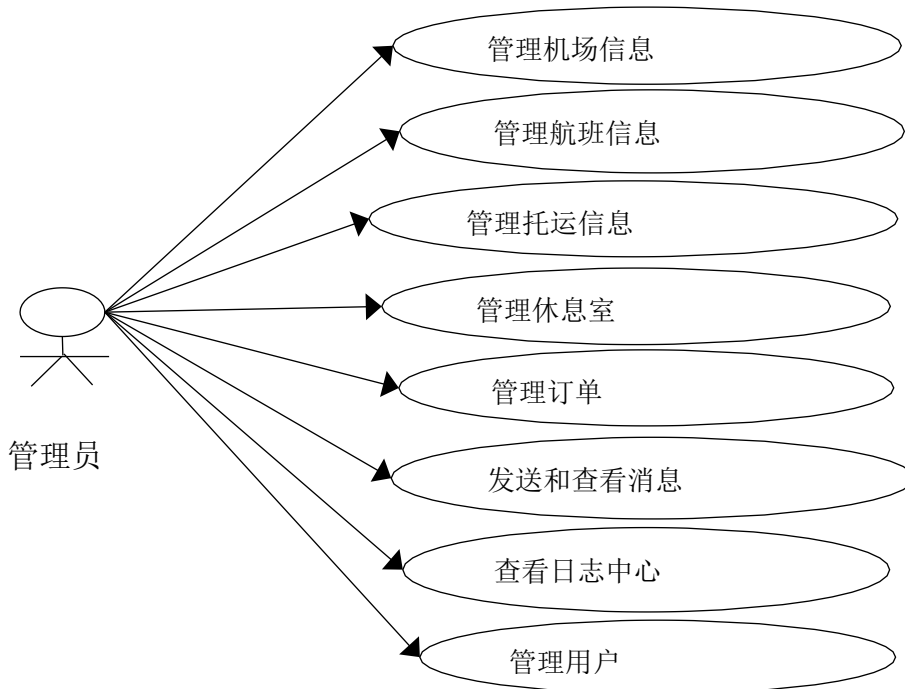 管理机场信息
管理航班信息
管理托运信息
管理休息室
管理订单
管理员
发送和查看消息
查看日志中心
管理用户